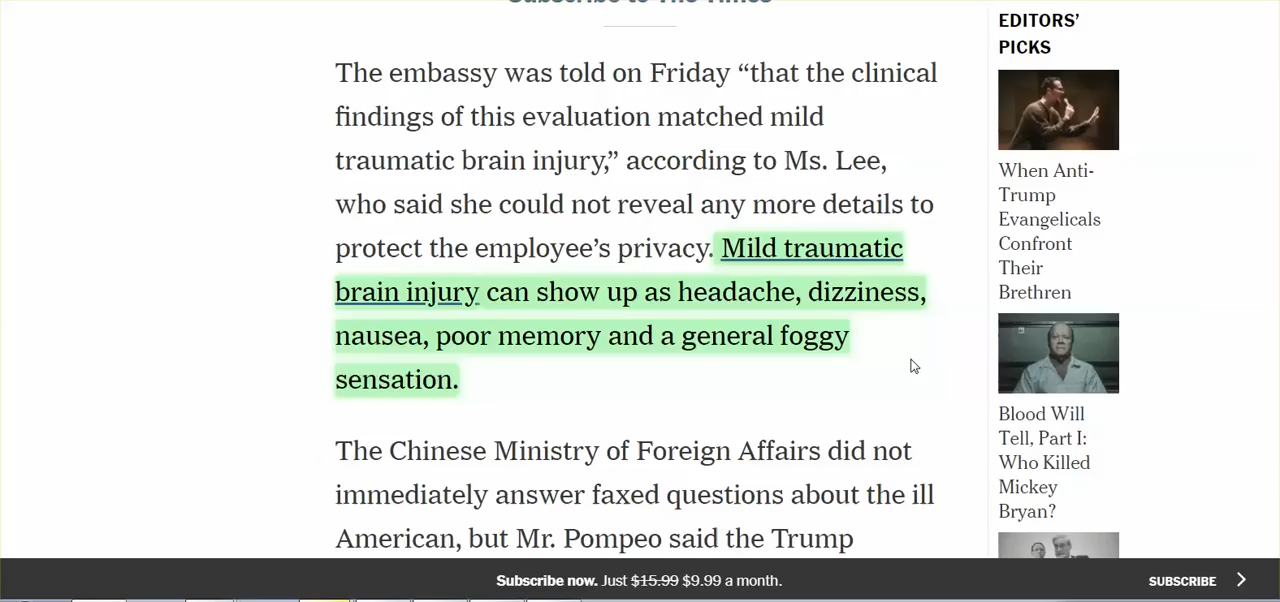 Subscribe to The Times
The embassy was told on Friday “that the clinical
findings of this evaluation matched mild
traumatic brain injury,” according to Ms. Lee,
who said she could not reveal any more details to
protect the employee’s privacy. Mild traumatic
brain injury can show up as headache, dizziness,
nausea, poor memory and a general foggy
sensation.
The Chinese Ministry of Foreign Affairs did not
immediately answer faxed questions about the ill
American, but Mr. Pompeo said the Trump
EDITORS’
PICKS
When Anti-
Trump
Evangelicals
Confront
Their
Brethren
Blood Will
Tell, Part I:
Who Killed
Mickey
Bryan?
Subscribe now. Just $15.99 $9.99 a month.
SUBSCRIBE